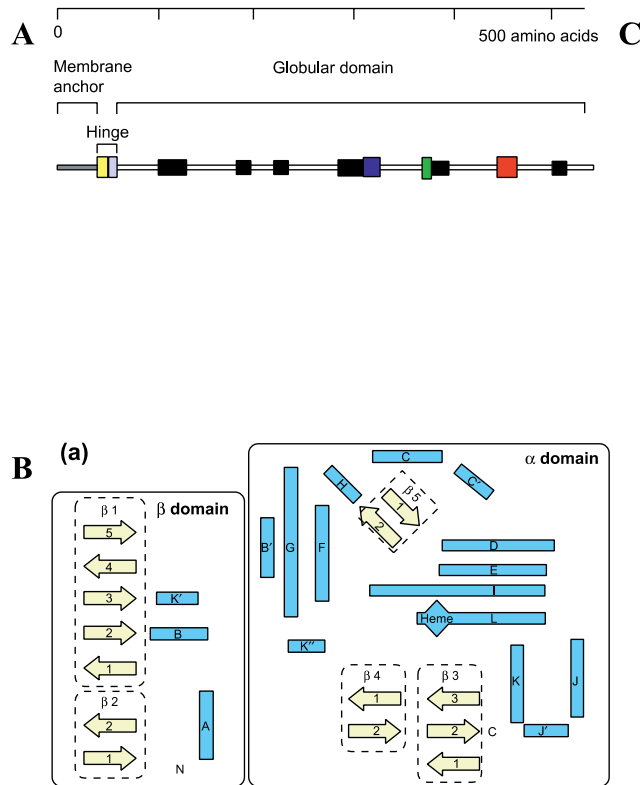 A
C
0
500 amino acids
Membrane
anchor
Globular domain
Hinge
B
(a)
α domain
β domain
β 1
5
4
3
2
1
β 2
2
1
K′
B
A
N
C
C′
H
β 5
1
2
B′
G
F
D
E
I
Heme
L
K″
β 4
1
2
β 3
3
2
1
C
K
J
J′